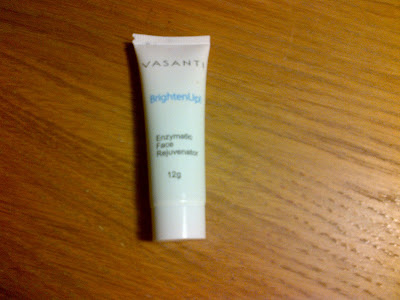 VASANTI
BrightenUp!
Enzymatic
Face
Rejuvenator
12g